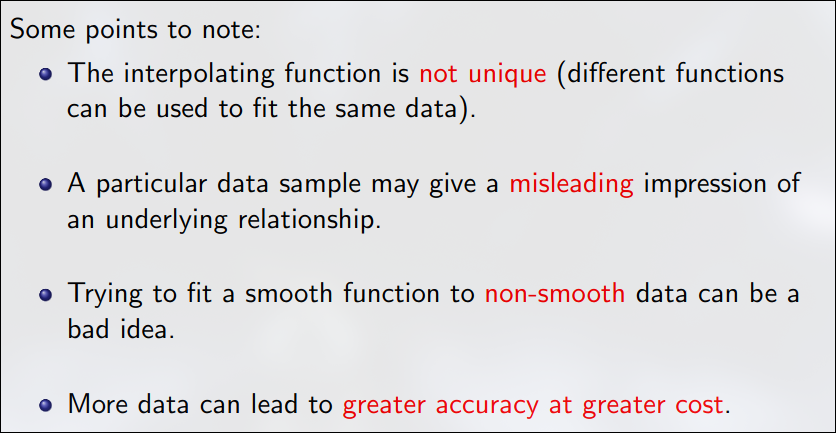 Some points to note:
The interpolating function is not unique (different functions
can be used to fit the same data).
A particular data sample may give a misleading impression of
an underlying relationship.
Trying to fit a smooth function to non-smooth data can be a
bad idea.
More data can lead to greater accuracy at greater cost.